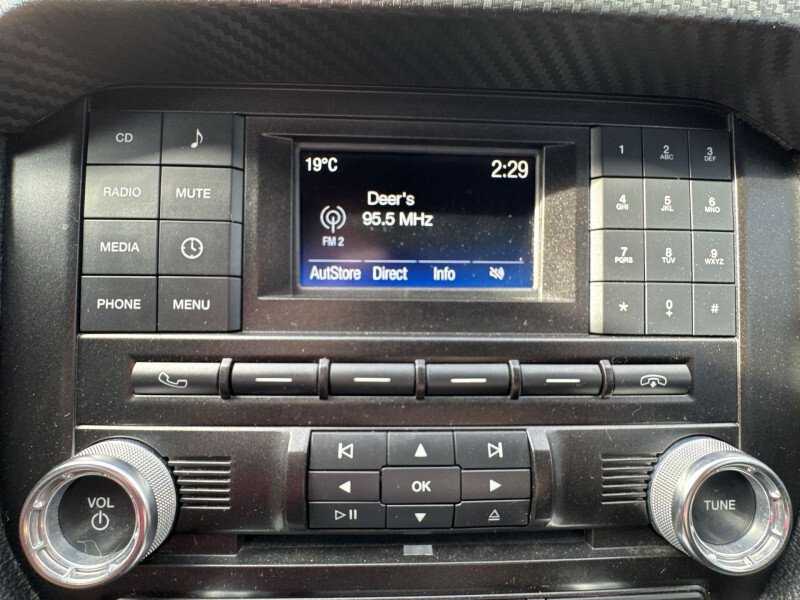 CD
RADIO MUTE
MEDIA
PHONE MENU
19°C 2:29
Deer's
95.5 MHz
FM 2
AutStore Direct Info
1 2 ABC 3 DEF
4 GHI 5 JKL 6 MNO
7 PQRS 8 TUV 9 WXYZ
* 0 + #
OK
VOL
TUNE